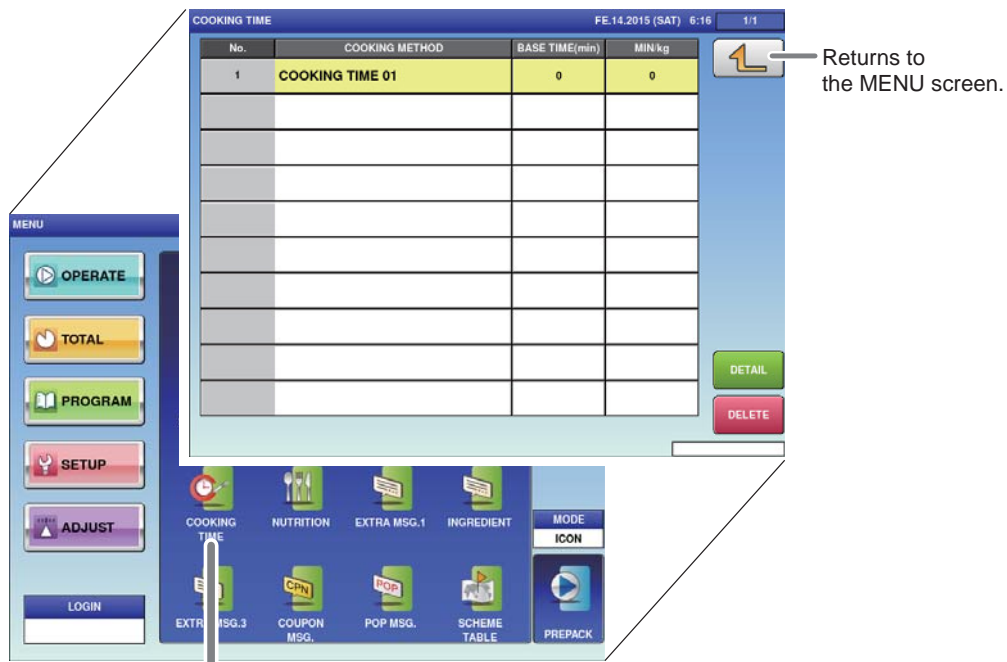 COOKING TIME FE.14.2015 (SAT) 6:16 1/1
No. COOKING METHOD BASE TIME(min) MIN/kg
1 COOKING TIME 01 0 0
Returns to
the MENU screen.
DETAIL
DELETE
MENU
OPERATE
TOTAL
PROGRAM
SETUP
ADJUST
LOGIN
COOKING
TIME
NUTRITION
EXTRA MSG.1
INGREDIENT
MODE
ICON
EXTRA MSG.3
CPN
COUPON
MSG.
POP
POP MSG.
SCHEME
TABLE
PREPACK